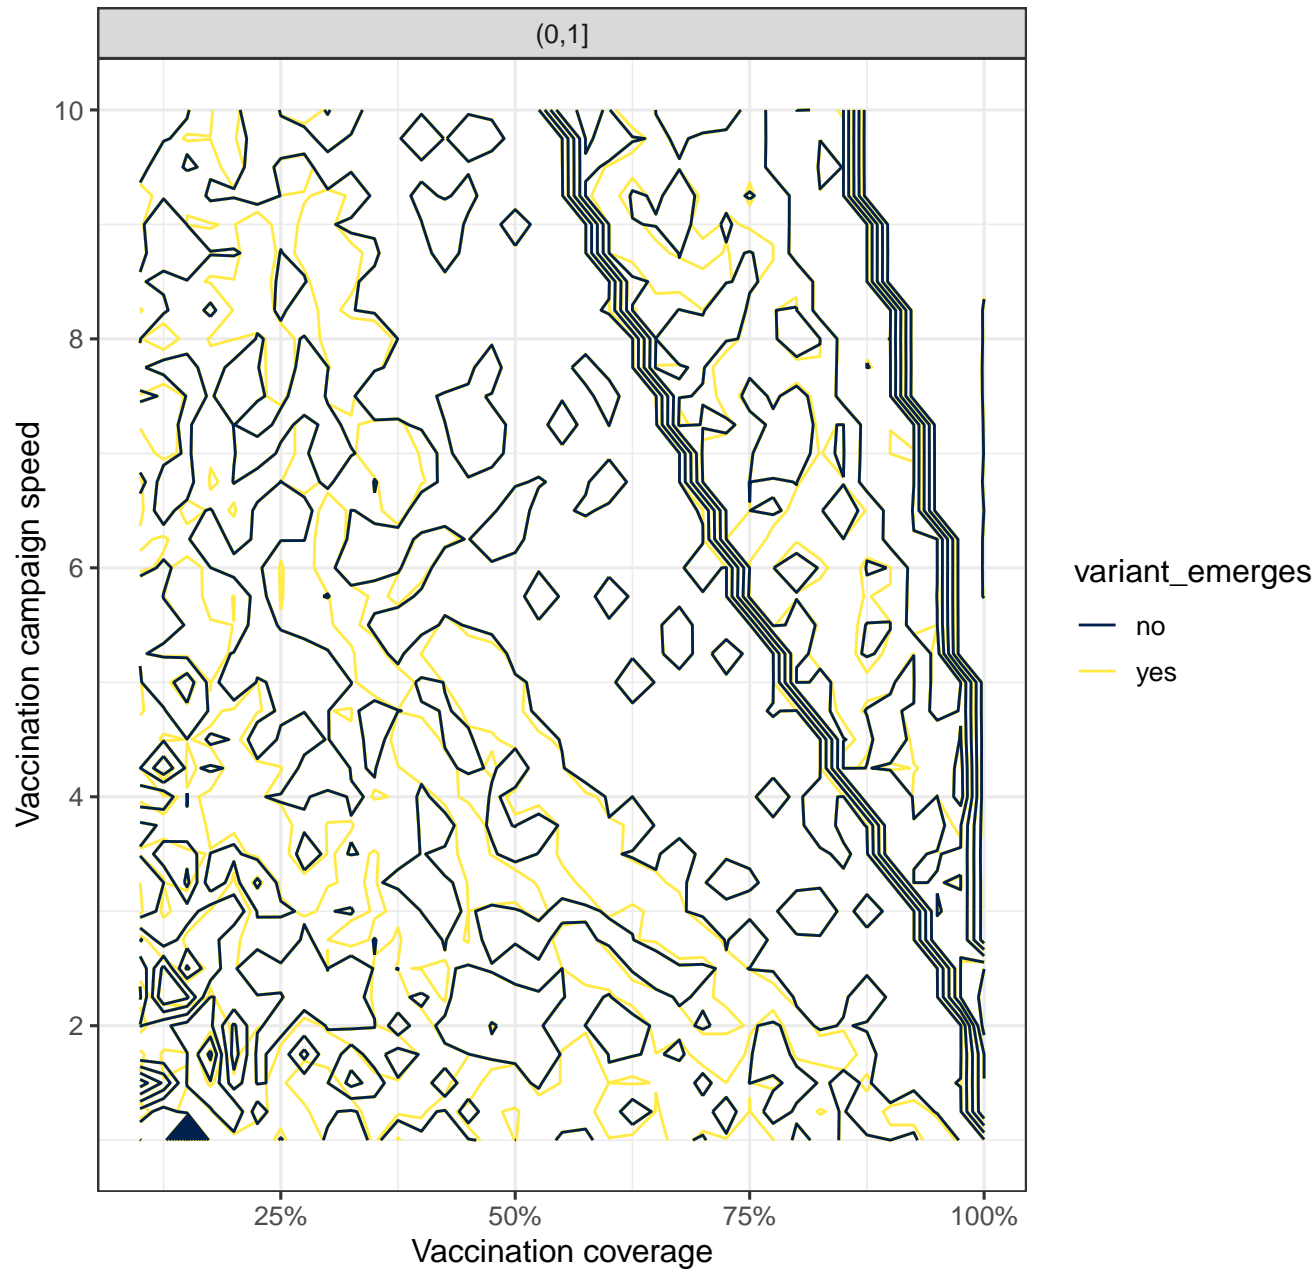 (0,1]
10
8
6
4
2
Vaccination campaign speed
25%
50%
75%
100%
Vaccination coverage
variant_emerges
no
yes